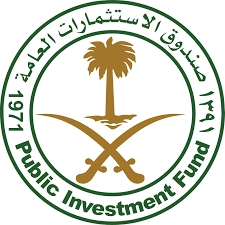 صندوق الاستثمارات العامة
١٣٩١
1971
Public Investment Fund